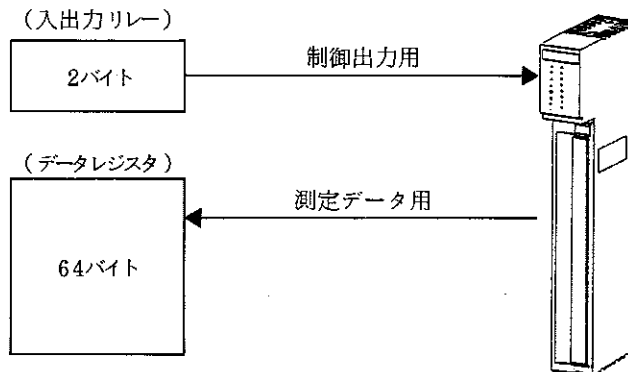 (入出力リレー)
2バイト
制御出力用
(データレジスタ)
64バイト
測定データ用